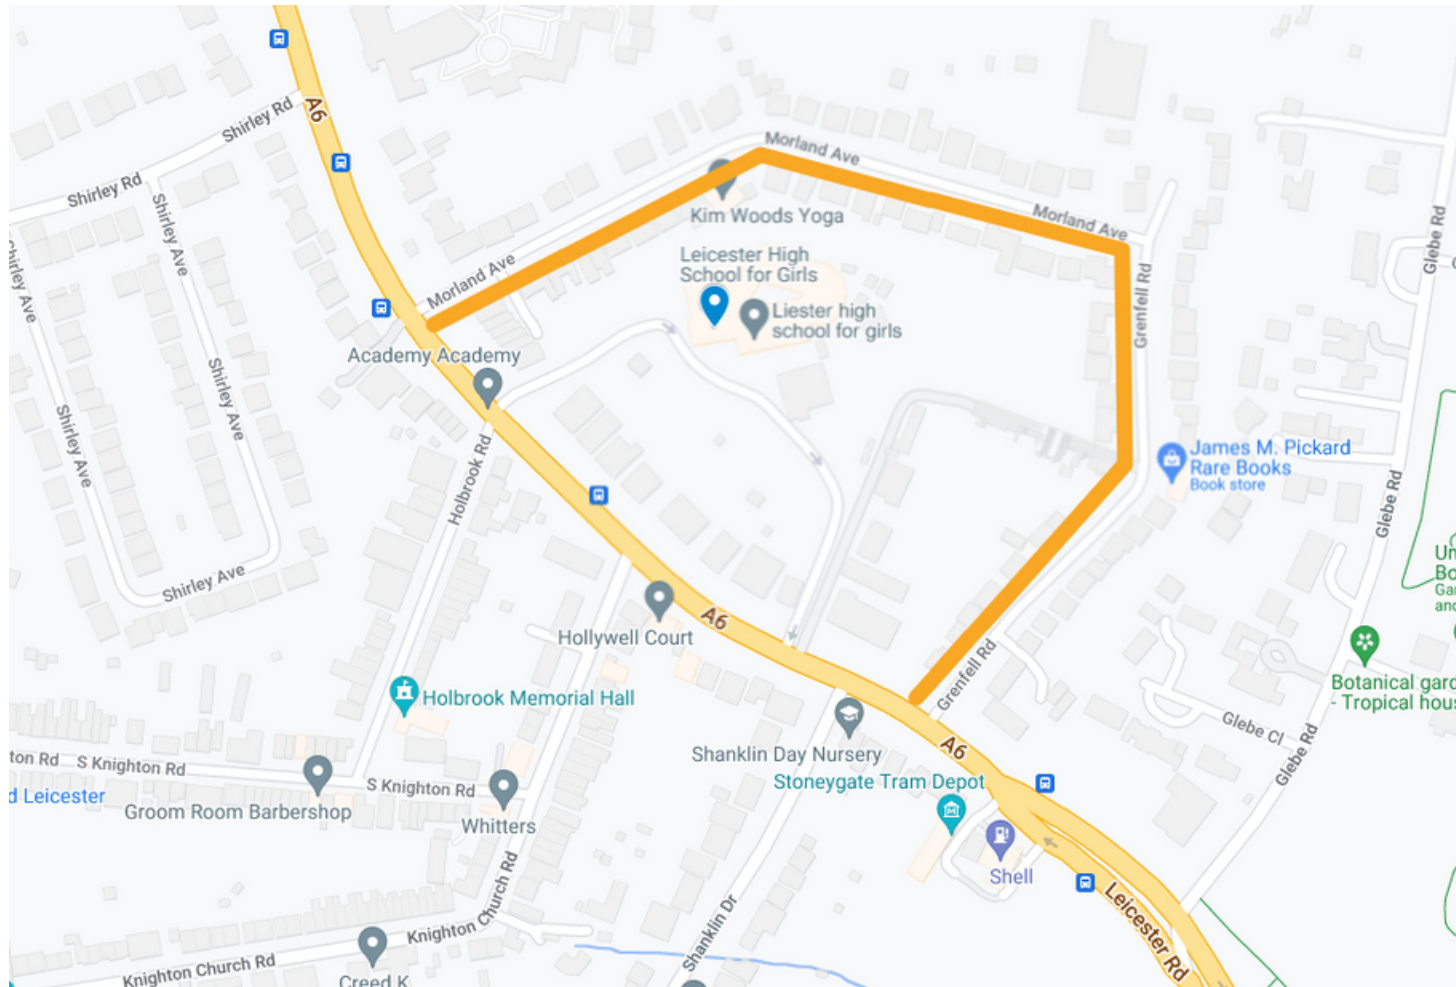 A6
Shirley Rd
Morland Ave
Shirley Rd
Kim Woods Yoga
Morland Ave
Shirley Ave
Glebe Rd
Shirley Ave
Leicester High
School for Girls
Morland Ave
Grenfell Rd
Liester high
school for girls
Academy Academy
Shirley Ave
Shirley Ave
James M. Pickard
Rare Books
Book store
Holbrook Rd
Glebe Rd
Shirley Ave
A6
Hollywell Court
Grenfell Rd
Botanical gard
- Tropical hous
Holbrook Memorial Hall
Glebe Cl
Shanklin Day Nursery
A6
Glebe Rd
ton Rd
S Knighton Rd
S Knighton Rd
Stoneygate Tram Depot
d Leicester
Groom Room Barbershop
Whitters
Shell
Knighton Church Rd
Shanklin Dr
Leicester Rd
Knighton Church Rd
Creed K